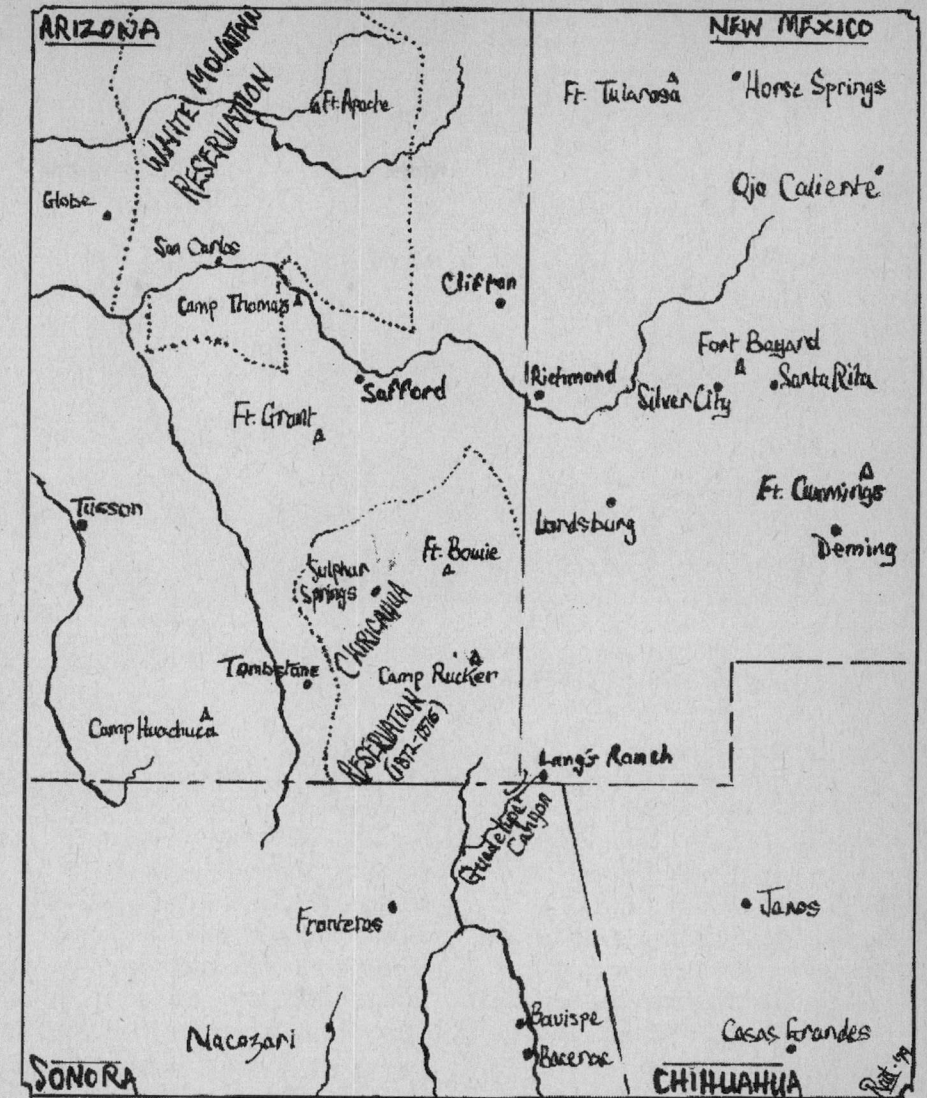 ARIZONA
NEW MEXICO
WHITE MOUNTAIN
RESERVATION
Ft. Apache
Ft. Tularosa
Horse Springs
Ojo Caliente
Globe
San Carlos
Camp Thomas
Clifton
Safford
Richmond
Fort Bayard
Silver City
Santa Rita
Ft. Grant
Tusson
Ft. Cummings
Lordsburg
Deming
Sulphur
Springs
Ft. Bowie
CHIRICAHUA
RESERVATION
(1872-1876)
Tombstone
Camp Rucker
Camp Huachuca
Lang's Ranch
Guadelupe
Canyon
Fronteras
Janos
Nacozari
Bavispe
Bacerac
Casas Grandes
SONORA
CHIHUAHUA